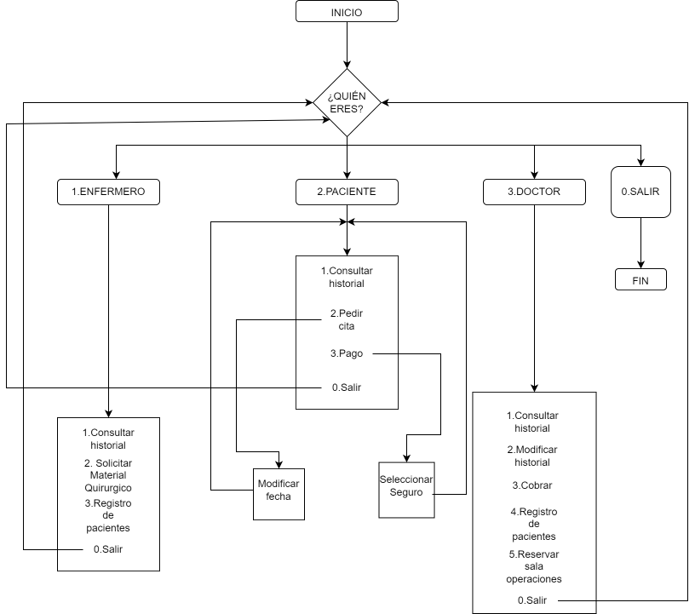 INICIO
¿QUIÉN
ERES?
1.ENFERMERO
2.PACIENTE
3.DOCTOR
0.SALIR
FIN
1.Consultar
historial
2.Pedir
cita
3.Pago
0.Salir
1.Consultar
historial
2. Solicitar
Material
Quirurgico
3.Registro
de
pacientes
0.Salir
Modificar
fecha
Seleccionar
Seguro
1.Consultar
historial
2.Modificar
historial
3.Cobrar
4.Registro
de
pacientes
5.Reservar
sala
operaciones
0.Salir